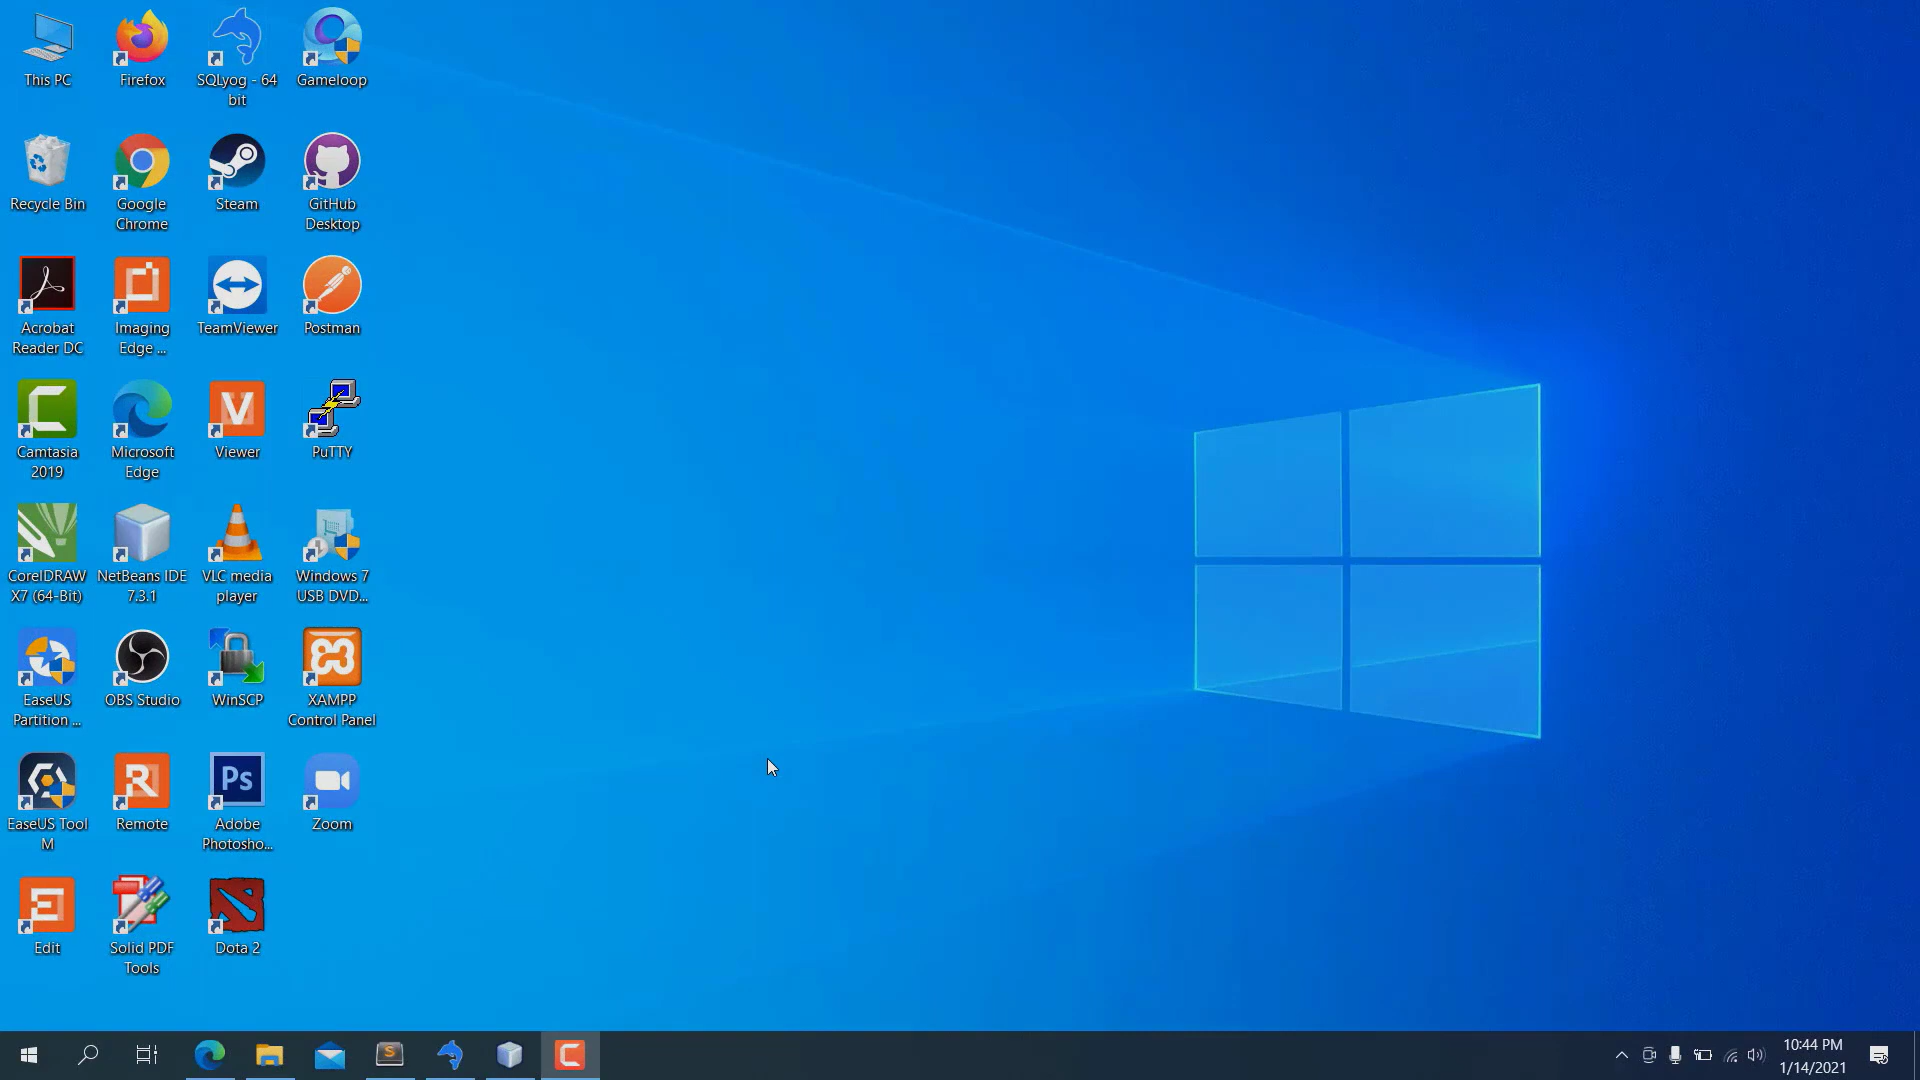 This PC
Firefox
SQLyog - 64
bit
Gameloop
Recycle Bin
Google
Chrome
Steam
GitHub
Desktop
Acrobat
Reader DC
Imaging
Edge ...
TeamViewer
Postman
Camtasia
2019
Microsoft
Edge
V
Viewer
PuTTY
CorelDRAW
X7 (64-Bit)
NetBeans IDE
7.3.1
VLC media
player
Windows 7
USB DVD...
EaseUS
Partition ...
OBS Studio
WinSCP
XAMPP
Control Panel
EaseUS Tool
M
R
Remote
Ps
Adobe
Photosho...
Zoom
E
Edit
Solid PDF
Tools
Dota 2
10:44 PM
1/14/2021